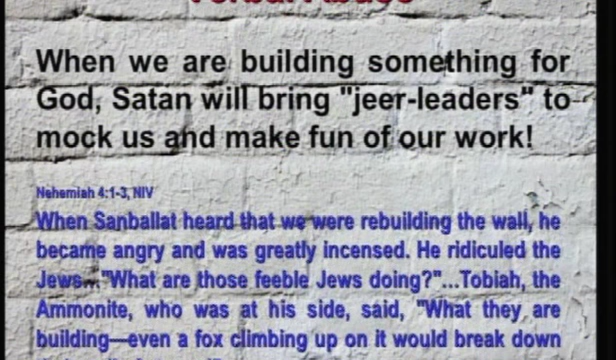 Verbal Abuse
When we are building something for
God, Satan will bring "jeer-leaders" to
mock us and make fun of our work!
Nehemiah 4:1-3, NIV
When Sanballat heard that we were rebuilding the wall, he
became angry and was greatly incensed. He ridiculed the
Jews..."What are those feeble Jews doing?"...Tobiah, the
Ammonite, who was at his side, said, "What they are
building—even a fox climbing up on it would break down